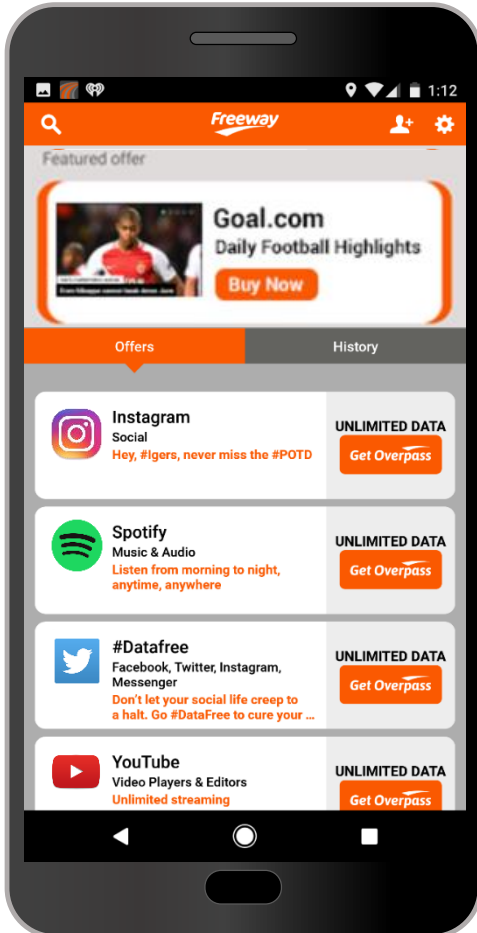 1:12
Freeway
Featured offer
Goal.com
Daily Football Highlights
Buy Now
Offers
History
Instagram
Social
Hey, #Igers, never miss the #POTD
UNLIMITED DATA
Get Overpass
Spotify
Music & Audio
Listen from morning to night,
anytime, anywhere
UNLIMITED DATA
Get Overpass
#Datafree
Facebook, Twitter, Instagram,
Messenger
Don't let your social life creep to
a halt. Go #DataFree to cure your ...
UNLIMITED DATA
Get Overpass
YouTube
Video Players & Editors
Unlimited streaming
UNLIMITED DATA
Get Overpass